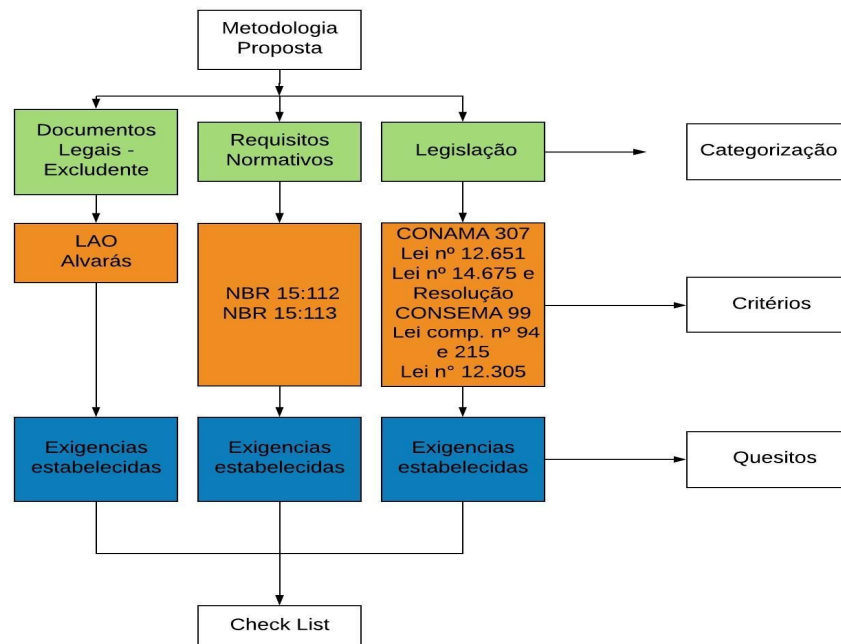 Metodologia
Proposta
Documentos
Legais -
Excludente
Requisitos
Normativos
Legislação
Categorização
LAO
Alvarás
NBR 15:112
NBR 15:113
CONAMA 307
Lei nº 12.651
Lei nº 14.675 e
Resolução
CONSEMA 99
Lei comp. nº 94
e 215
Lei n° 12.305
Critérios
Exigencias
estabelecidas
Exigencias
estabelecidas
Exigencias
estabelecidas
Quesitos
Check List